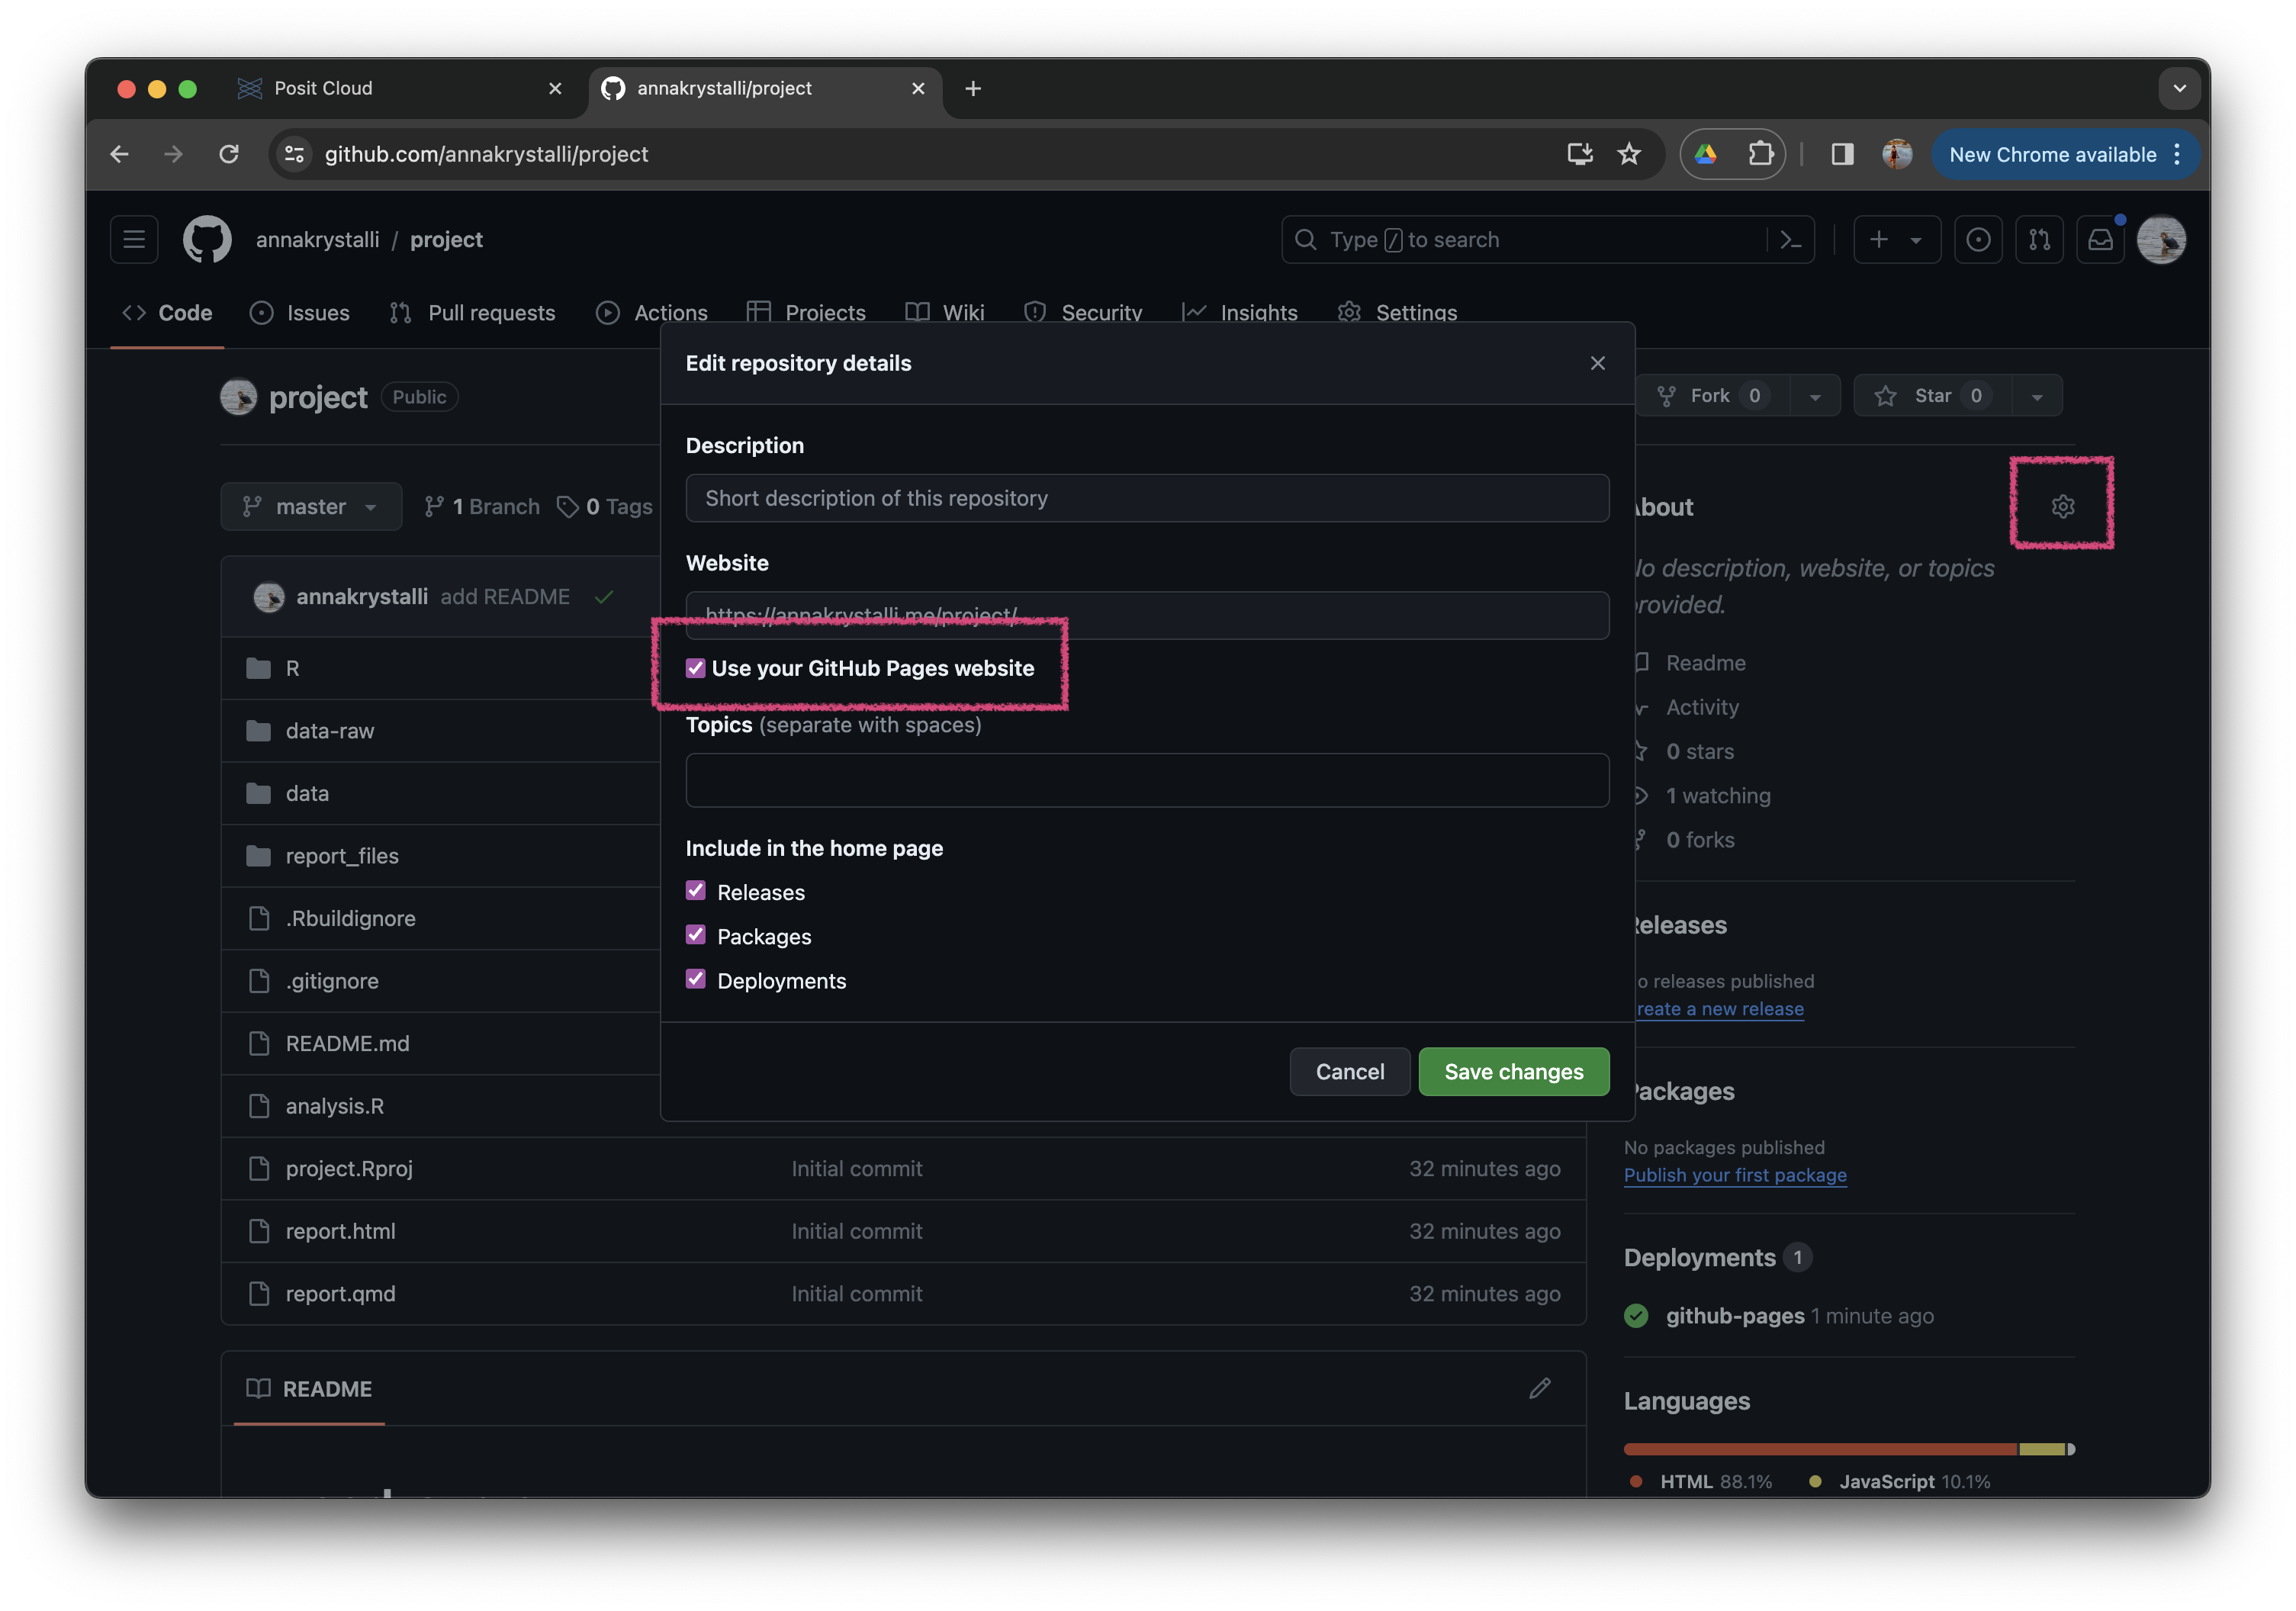 Posit Cloud
annakrystalli/project
github.com/annakrystalli/project
New Chrome available
annakrystalli / project
Type / to search
Code Issues Pull requests Actions Projects Wiki Security Insights Settings
project Public
Fork 0
Star 0
master
1 Branch
0 Tags
annakrystalli add README
R
data-raw
data
report_files
.Rbuildignore
.gitignore
README.md
analysis.R
project.Rproj Initial commit 32 minutes ago
report.html Initial commit 32 minutes ago
report.qmd Initial commit 32 minutes ago
README
Edit repository details
Description
Short description of this repository
Website
https://annakrystalli.me/project/
Use your GitHub Pages website
Topics (separate with spaces)
Include in the home page
Releases
Packages
Deployments
Cancel
Save changes
bout
o description, website, or topics
rovided.
Readme
Activity
0 stars
1 watching
0 forks
eleases
o releases published
reate a new release
ackages
No packages published
Publish your first package
Deployments 1
github-pages 1 minute ago
Languages
HTML 88.1%
JavaScript 10.1%